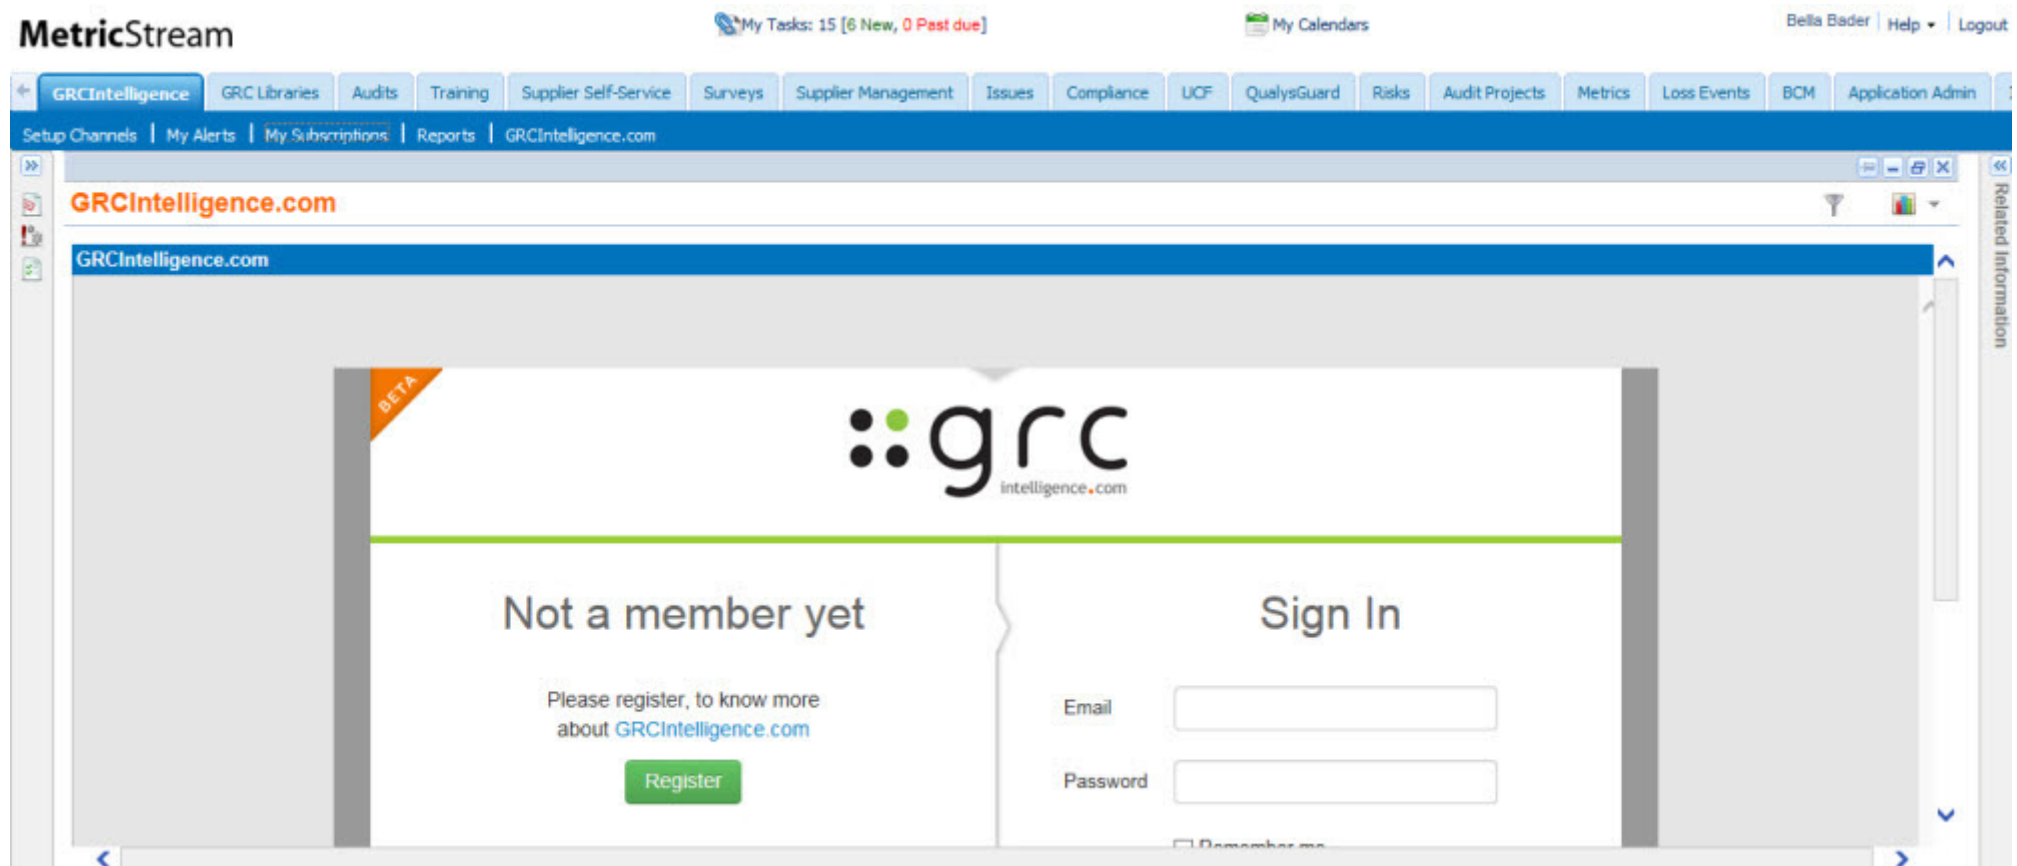 MetricStream
My Tasks: 15 [6 New, 0 Past due]
My Calendars
Bella Bader | Help | Logout
GRCIntelligence GRC Libraries Audits Training Supplier Self-Service Surveys Supplier Management Issues Compliance UCF QualysGuard Risks Audit Projects Metrics Loss Events BCM Application Admin
Setup Channels | My Alerts | My Subscriptions | Reports | GRCIntelligence.com
GRCIntelligence.com
Related Information
GRCIntelligence.com
BETA
grc
intelligence.com
Not a member yet
Sign In
Please register, to know more
about GRCIntelligence.com
Register
Email
Password
Remember me